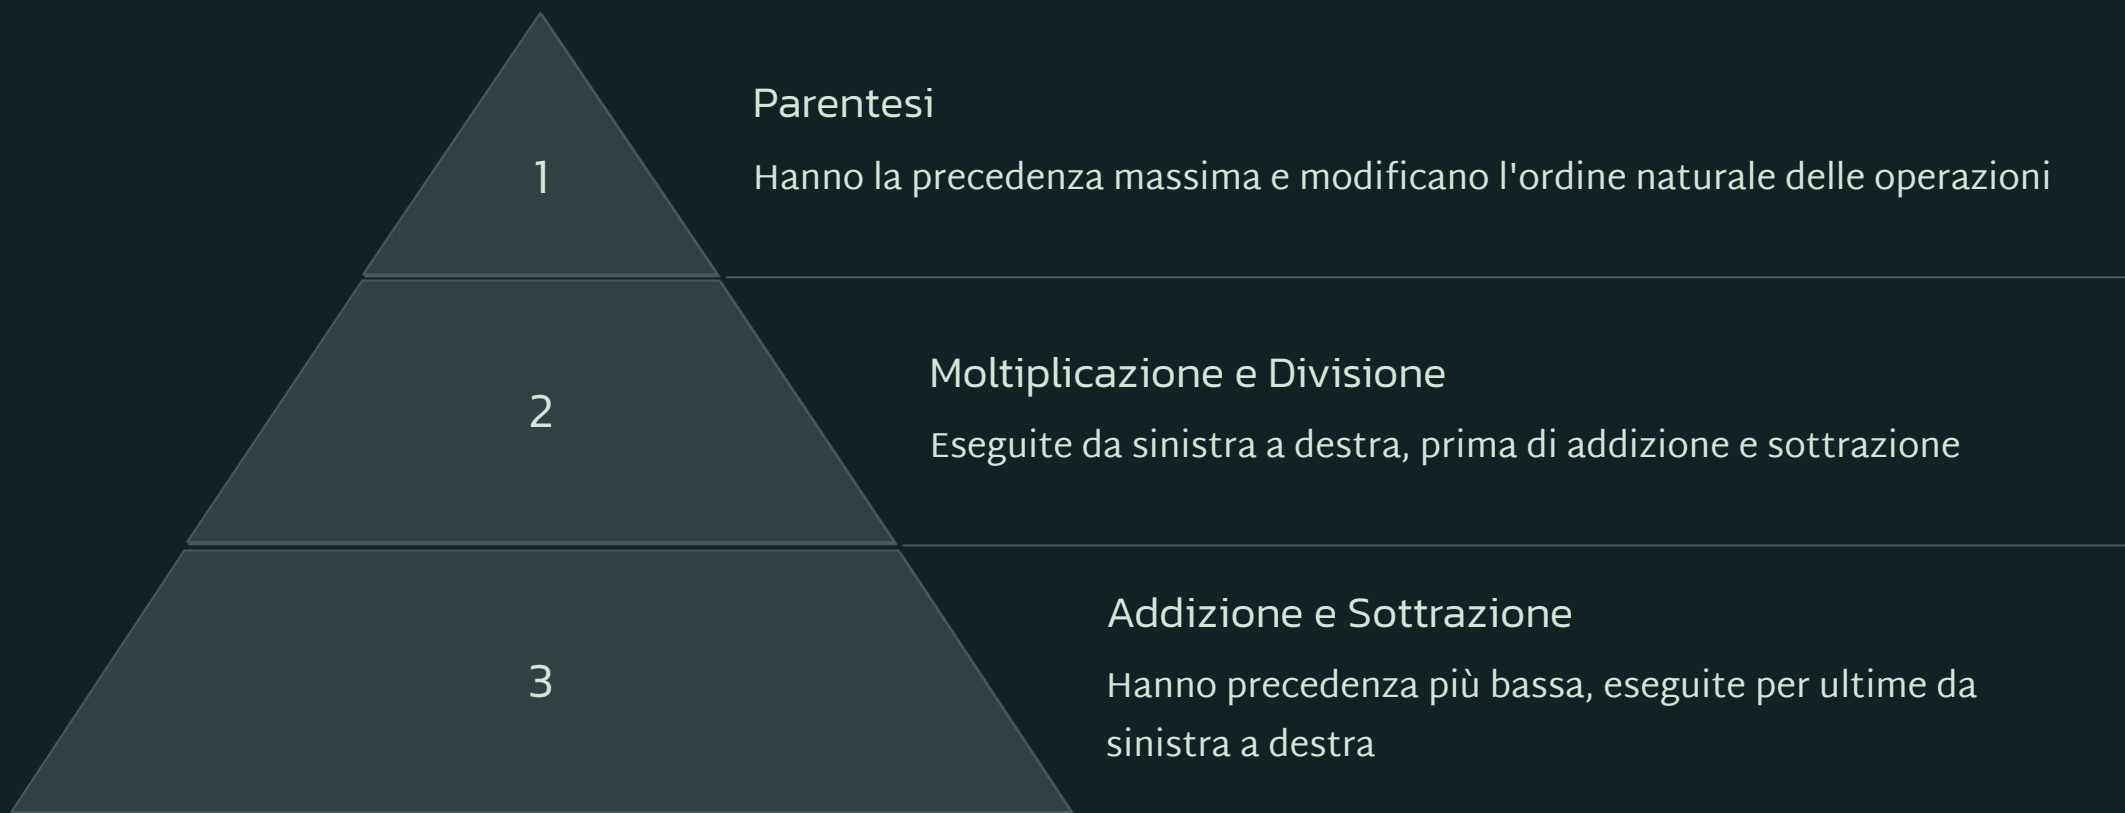 1
Parentesi
Hanno la precedenza massima e modificano l'ordine naturale delle operazioni
2
Moltiplicazione e Divisione
Eseguite da sinistra a destra, prima di addizione e sottrazione
3
Addizione e Sottrazione
Hanno precedenza più bassa, eseguite per ultime da
sinistra a destra